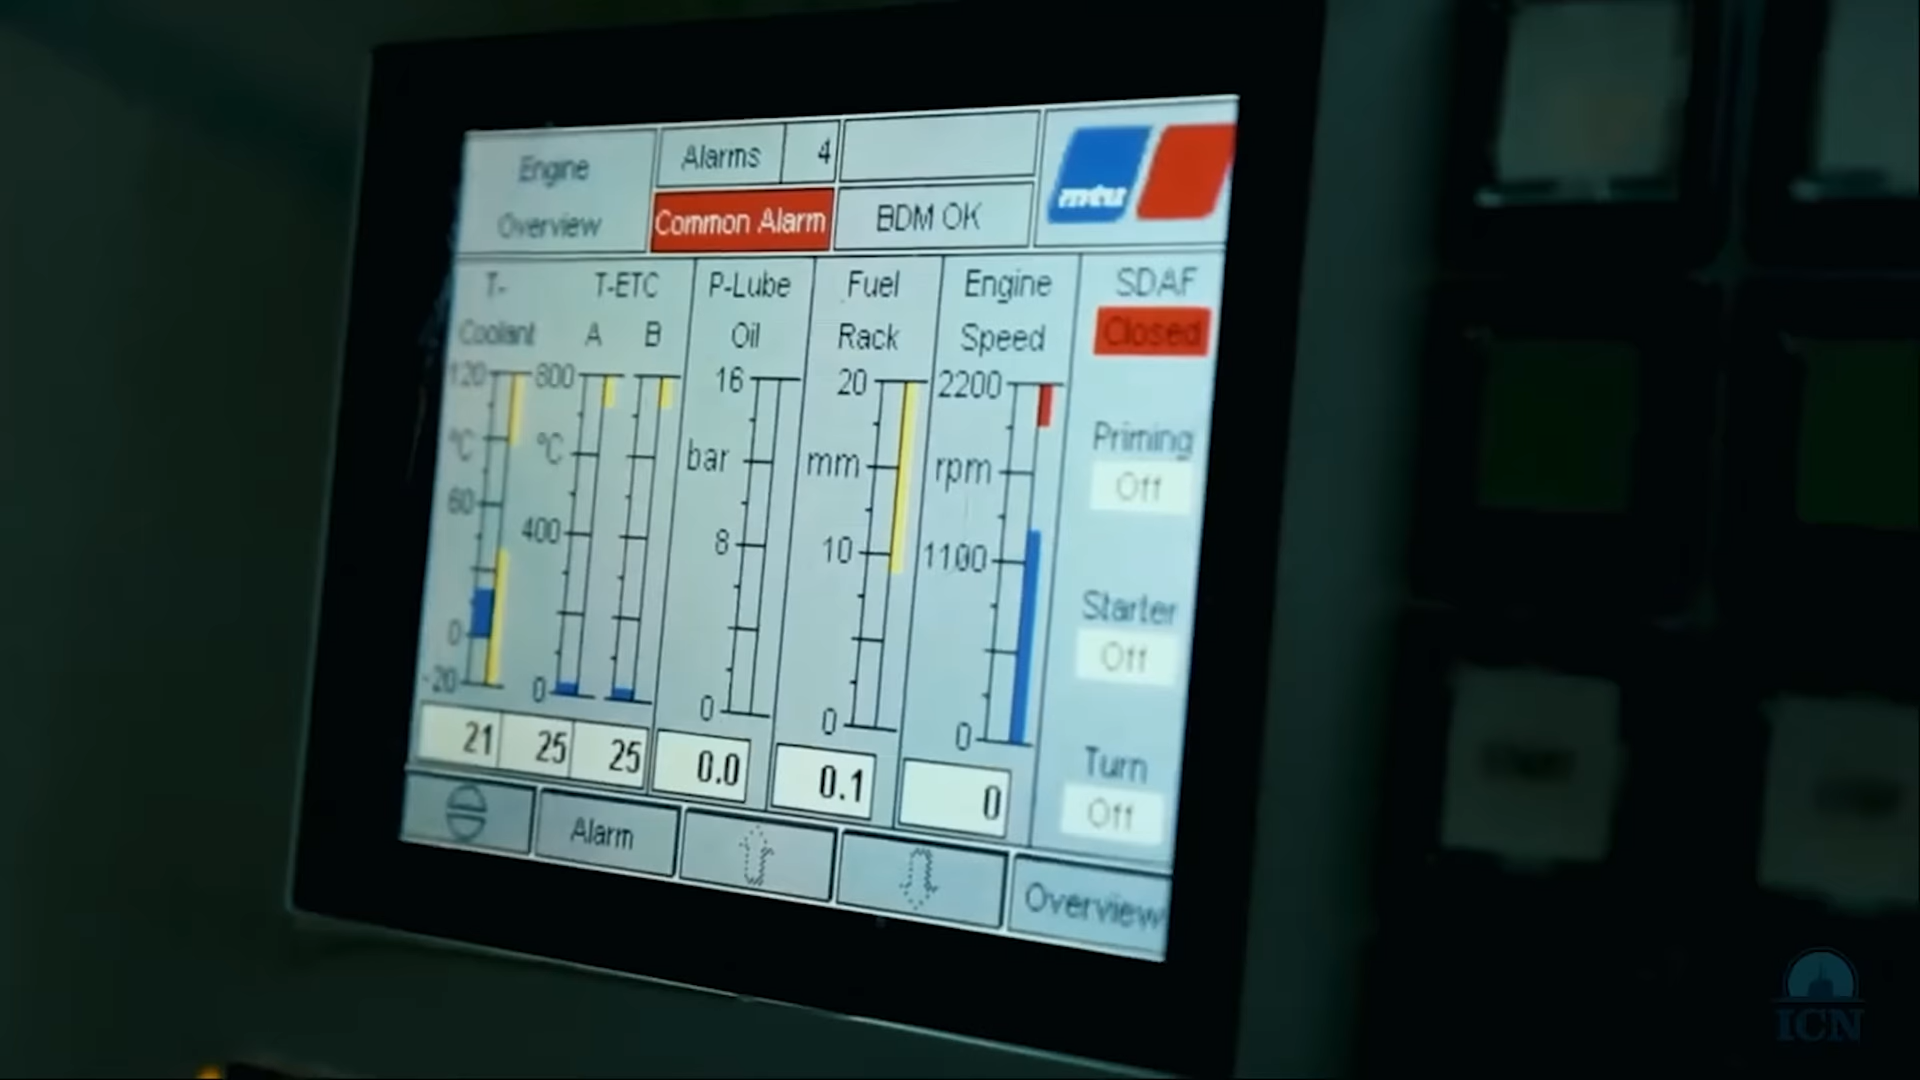 Engine
Overview
Alarms 4
Common Alarm
BDM OK
mtu
T-
Coolant
T-ETC
A B
P-Lube
Oil
Fuel
Rack
Engine
Speed
SDAF
Closed
120
°C
60
0
-20
800
°C
400
0
16
bar
8
0
20
mm
10
0
2200
rpm
1100
0
Priming
Off
Starter
Off
Turn
Off
21 25 25 0.0 0.1 0
Alarm
Overview
ICN